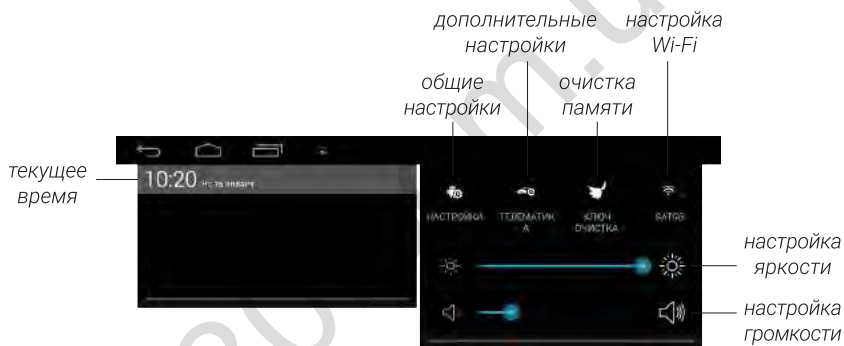 дополнительные
настройки
настройка
Wi-Fi
общие
настройки
очистка
памяти
текущее
время
10:20
НАСТРОЙКИ
ТЕЛЕМАТИК
А
КЛЮЧ
ОЧИСТКА
настройка
яркости
настройка
громкости